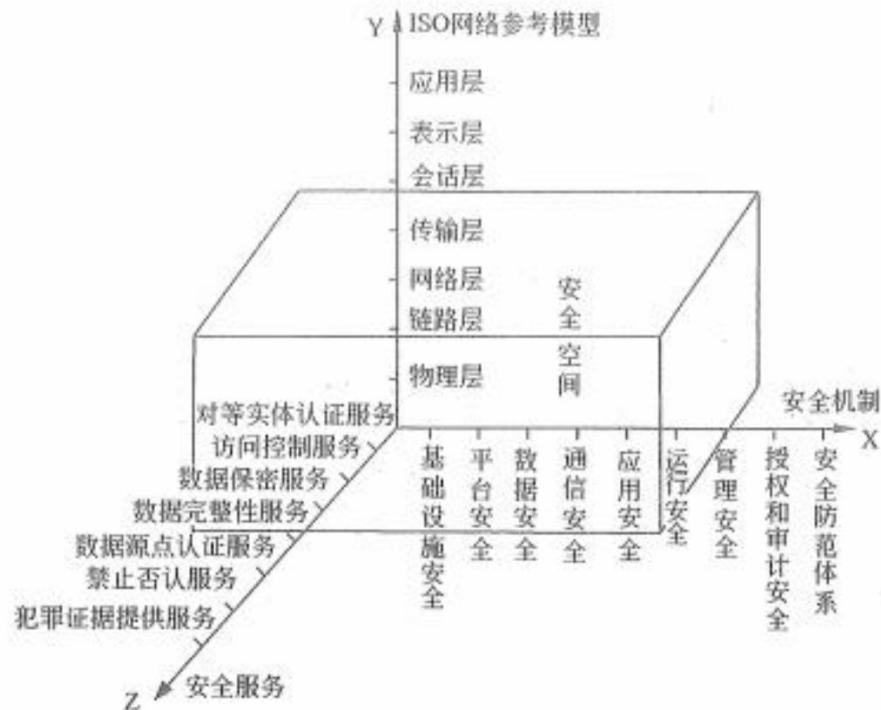 Y
ISO网络参考模型
应用层
表示层
会话层
传输层
网络层
链路层
物理层
安全空间
对等实体认证服务
访问控制服务
数据保密服务
数据完整性服务
数据源点认证服务
禁止否认服务
犯罪证据提供服务
Z
安全服务
安全机制
X
基础设施安全
平台安全
数据安全
通信安全
应用安全
运行安全
管理安全
授权和审计安全
安全防范体系